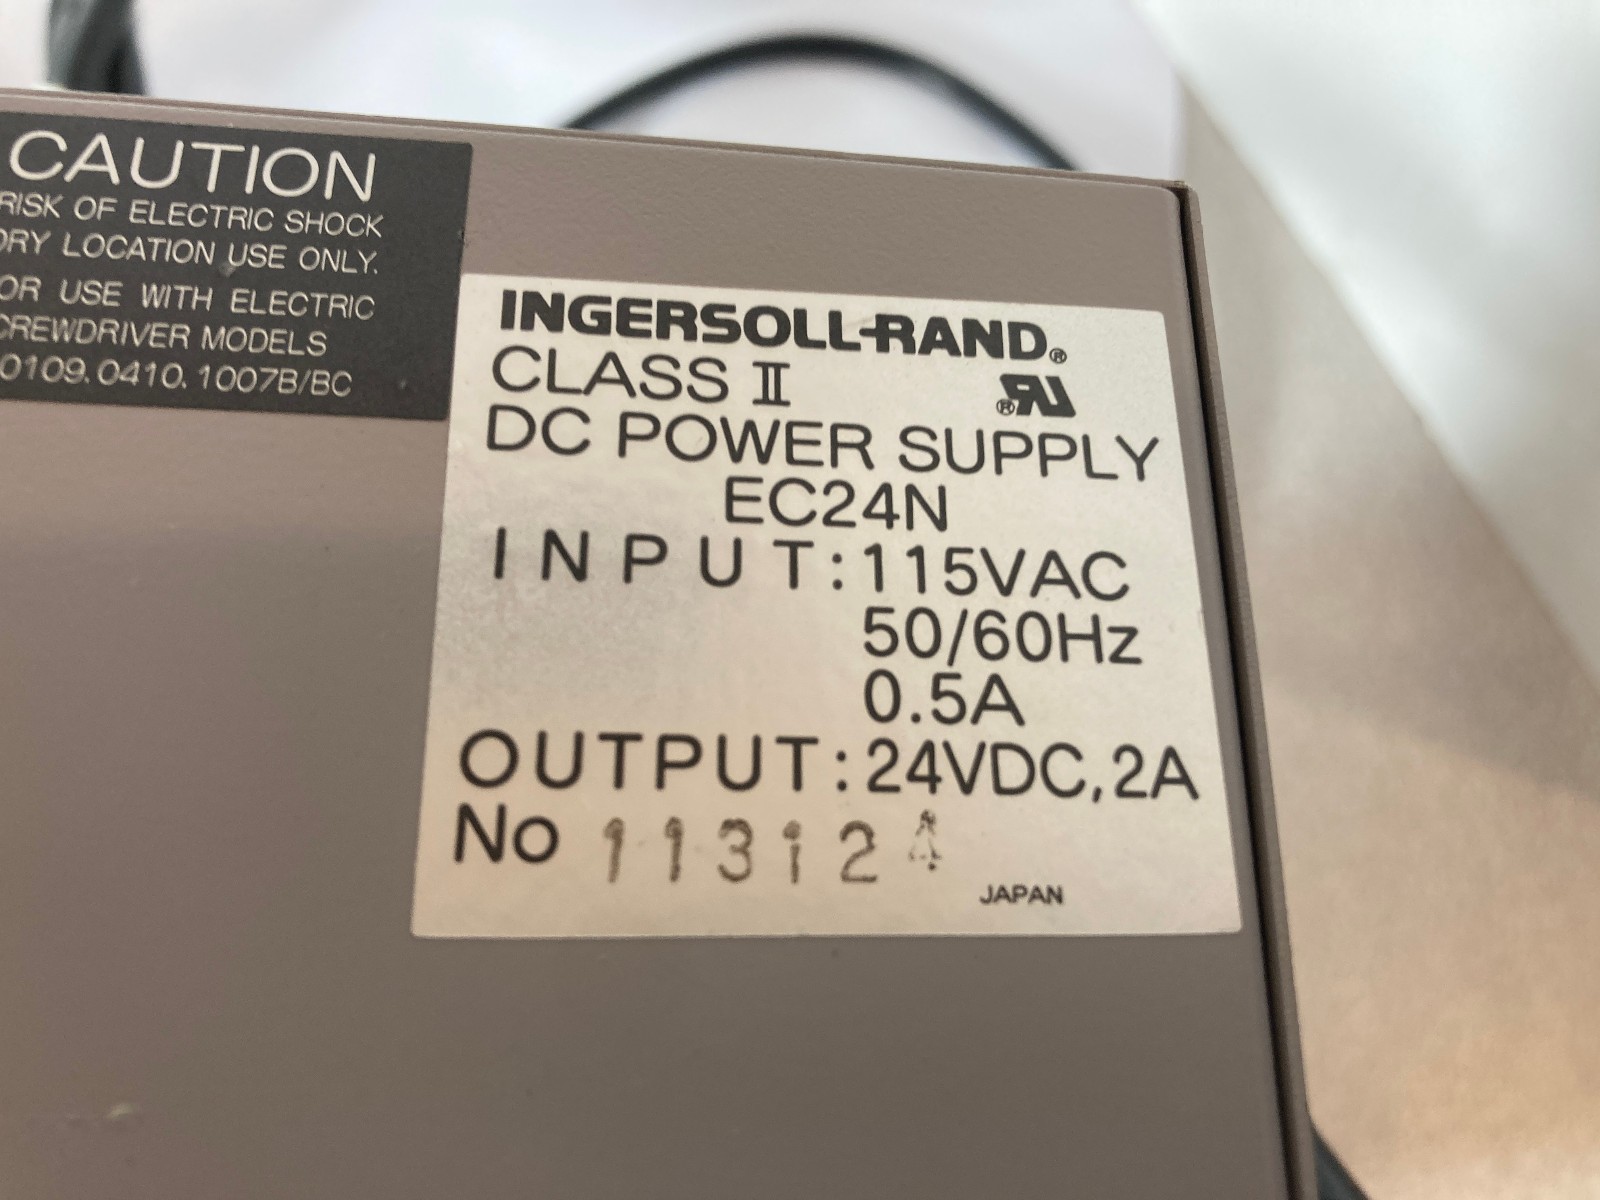 CAUTION
RISK OF ELECTRIC SHOCK
DRY LOCATION USE ONLY.
OR USE WITH ELECTRIC
CREWDRIVER MODELS
0109.0410.1007B/BC
INGERSOLL-RAND®
CLASS II
DC POWER SUPPLY
EC24N
INPUT:115VAC
50/60Hz
0.5A
OUTPUT:24VDC,2A
No 113124
JAPAN